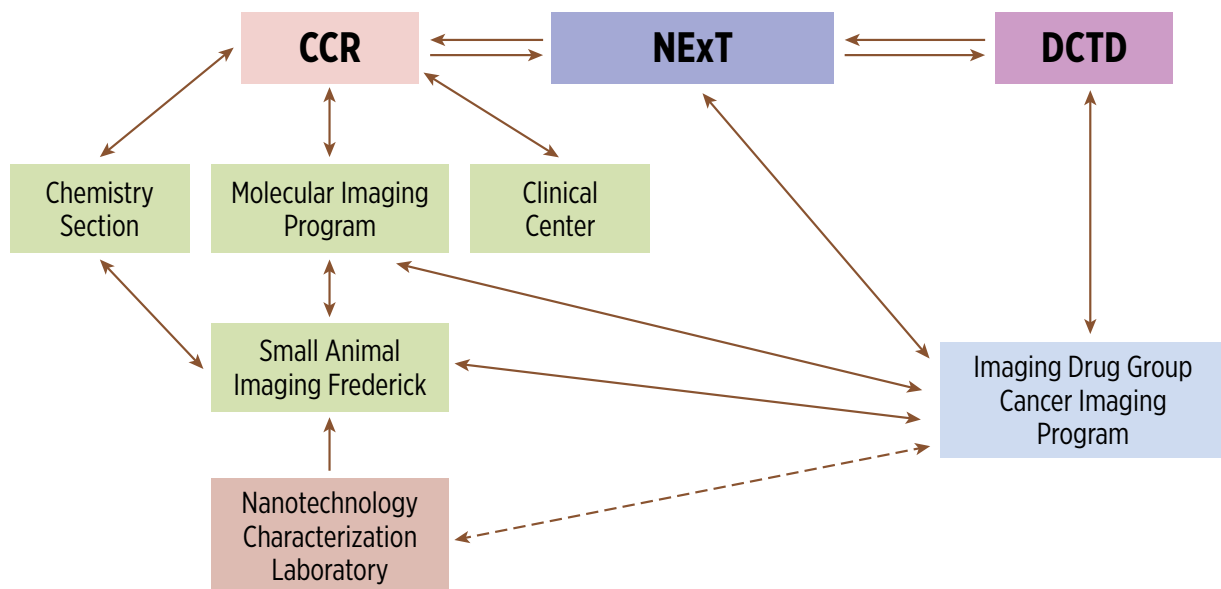 CCR
NExT
DCTD
Chemistry
Section
Molecular Imaging
Program
Clinical
Center
Small Animal
Imaging Frederick
Imaging Drug Group
Cancer Imaging
Program
Nanotechnology
Characterization
Laboratory